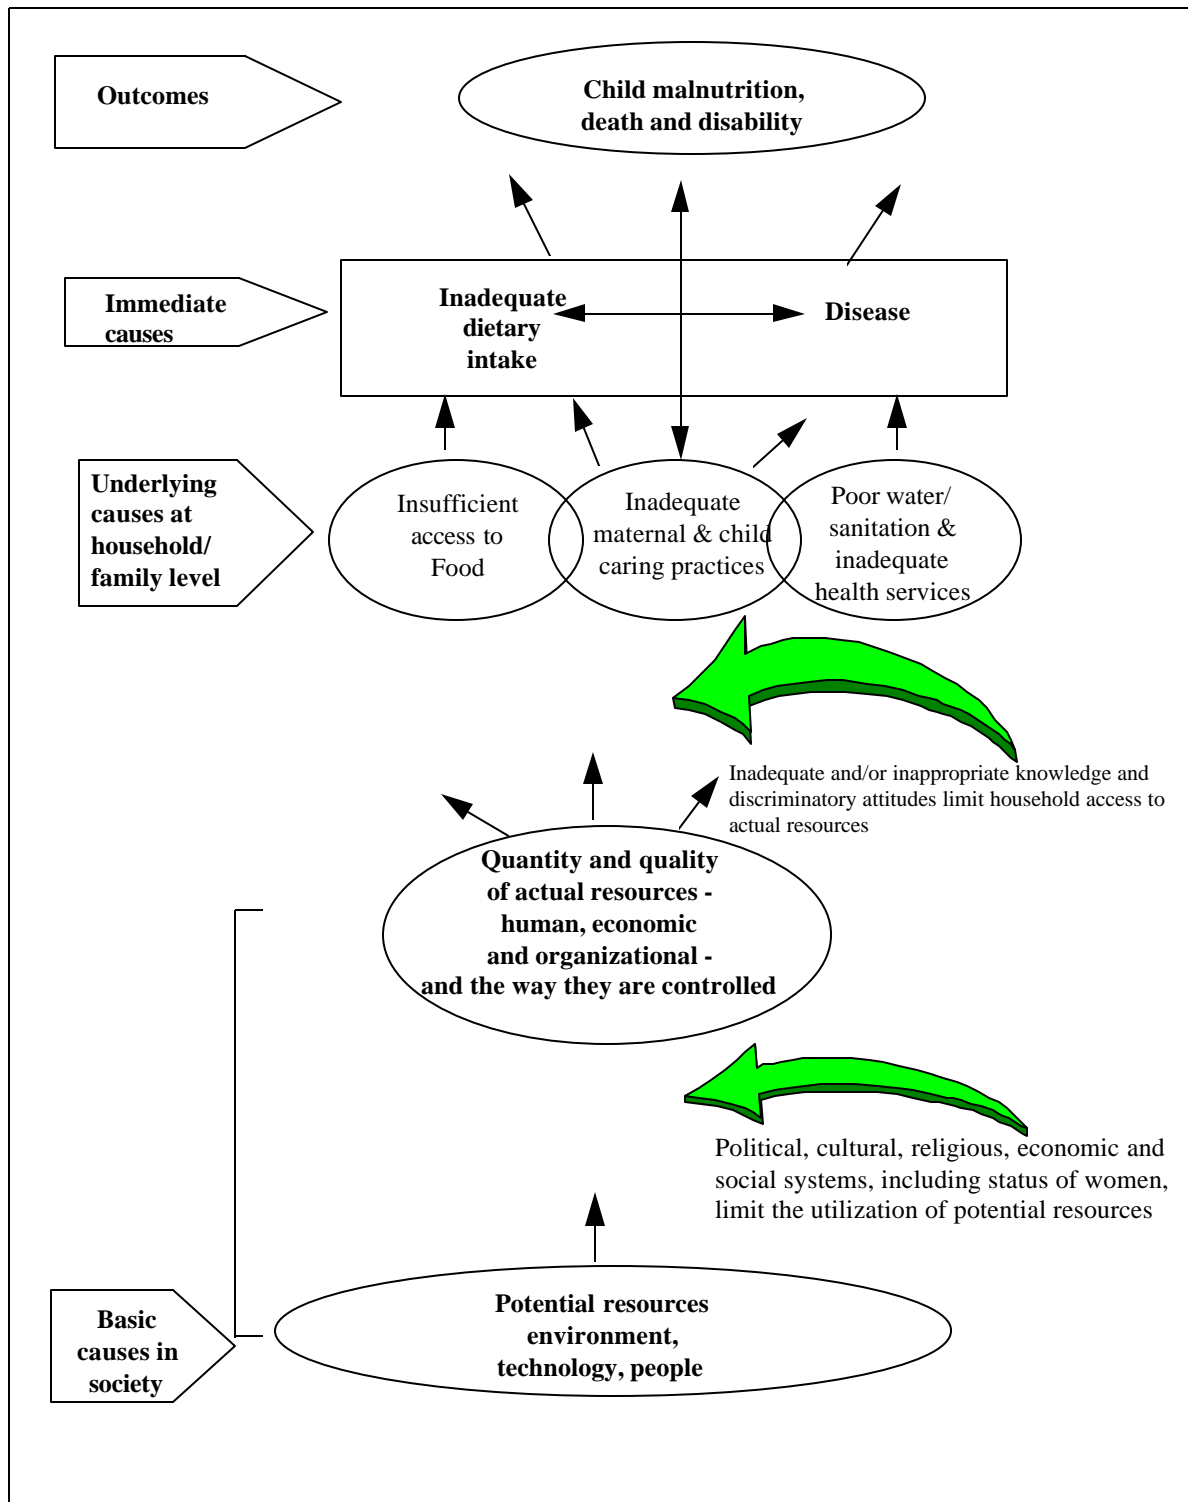 Outcomes
Child malnutrition,
death and disability
Immediate
causes
Inadequate
dietary
intake
Disease
Underlying
causes at
household/
family level
Insufficient
access to
Food
Inadequate
maternal & child
caring practices
Poor water/
sanitation &
inadequate
health services
Inadequate and/or inappropriate knowledge and
discriminatory attitudes limit household access to
actual resources
Quantity and quality
of actual resources -
human, economic
and organizational -
and the way they are controlled
Political, cultural, religious, economic and
social systems, including status of women,
limit the utilization of potential resources
Basic
causes in
society
Potential resources
environment,
technology, people